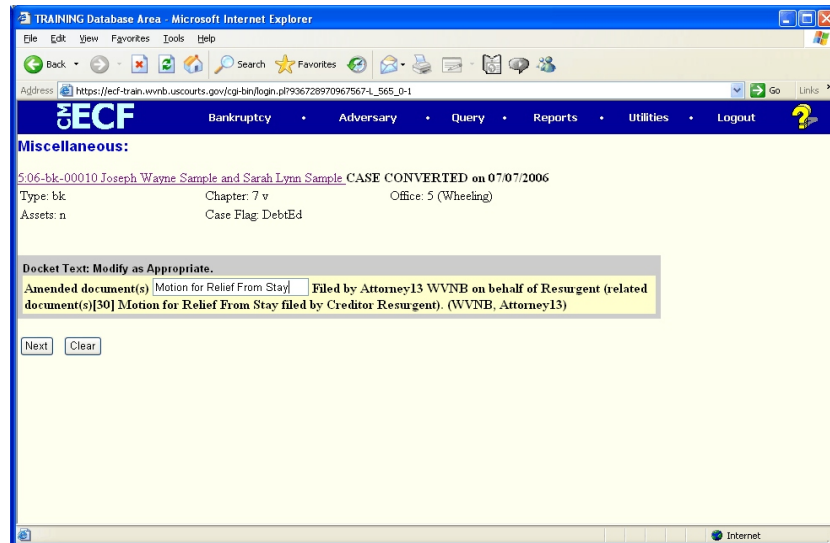 TRAINING Database Area - Microsoft Internet Explorer
File Edit View Favorites Tools Help
Back Search Favorites
Address https://ecf-train.wvnb.uscourts.gov/cgi-bin/login.pl?936728970967567-L_565_0-1 Go Links »
CM ECF Bankruptcy • Adversary • Query • Reports • Utilities • Logout ?
Miscellaneous:
5:06-bk-00010 Joseph Wayne Sample and Sarah Lynn Sample CASE CONVERTED on 07/07/2006
Type: bk Chapter: 7 v Office: 5 (Wheeling)
Assets: n Case Flag: DebtEd
Docket Text: Modify as Appropriate.
Amended document(s) Motion for Relief From Stay Filed by Attorney13 WVNB on behalf of Resurgent (related
document(s)[30] Motion for Relief From Stay filed by Creditor Resurgent). (WVNB, Attorney13)
Next Clear
Internet